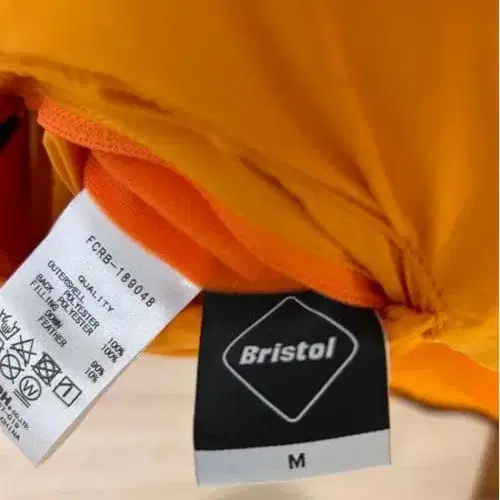 FCRB-189048
QUALITY
OUTERSHELL
POLYESTER 100%
BACK
POLYESTER 100%
FILLING
DOWN 90%
FEATHER 10%
Bristol
M